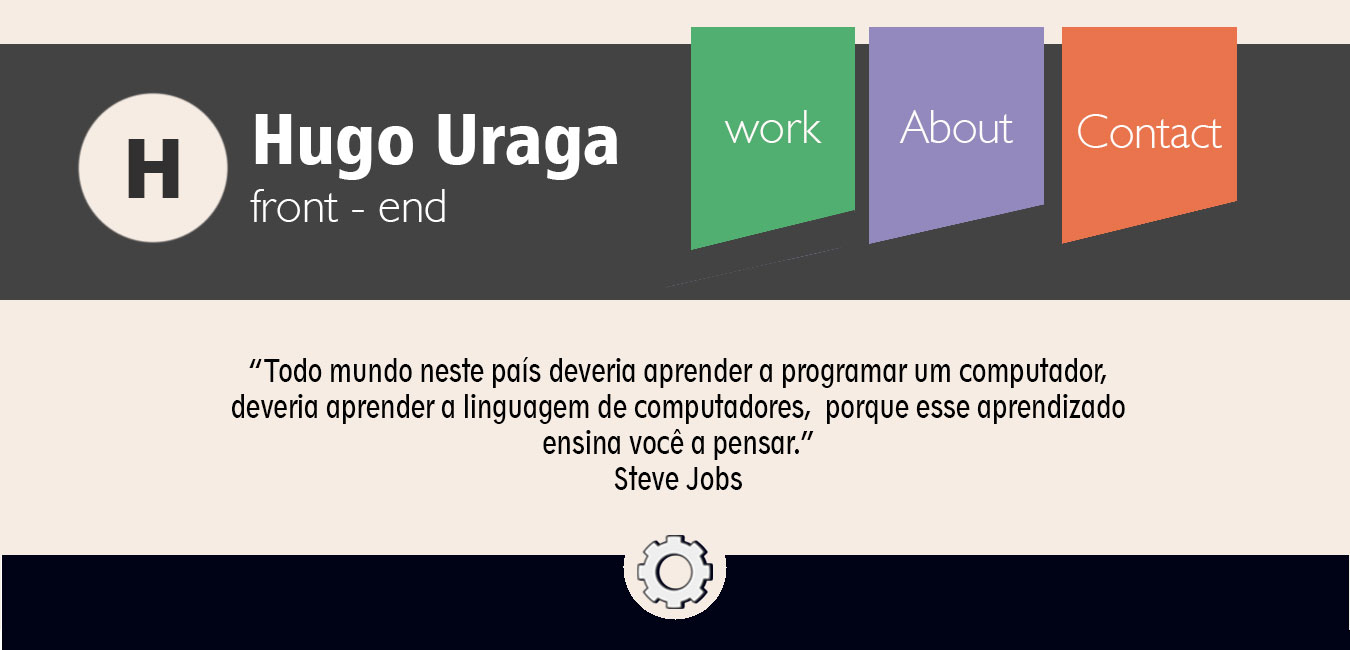 H
Hugo Uraga
front - end
work
About
Contact
“Todo mundo neste país deveria aprender a programar um computador,
deveria aprender a linguagem de computadores, porque esse aprendizado
ensina você a pensar.”
Steve Jobs